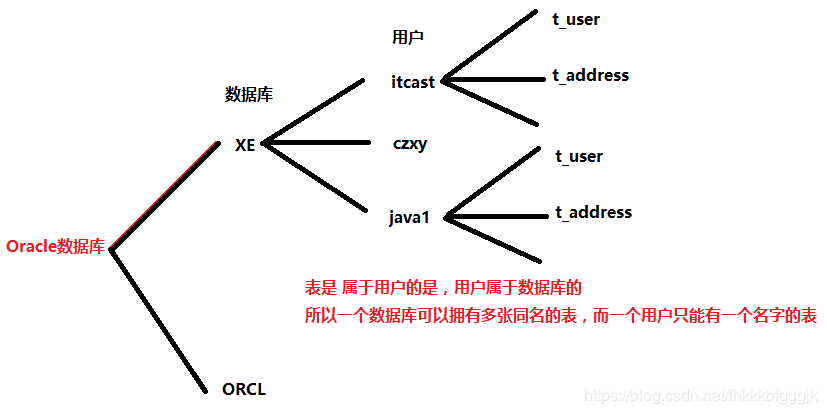 t_user
用户
itcast
t_address
数据库
XE
czxy
t_user
java1
t_address
Oracle数据库
表是 属于用户的是，用户属于数据库的
所以一个数据库可以拥有多张同名的表，而一个用户只能有一个名字的表
ORCL
https://blog.csdn.net/fhkkkbfgggjk